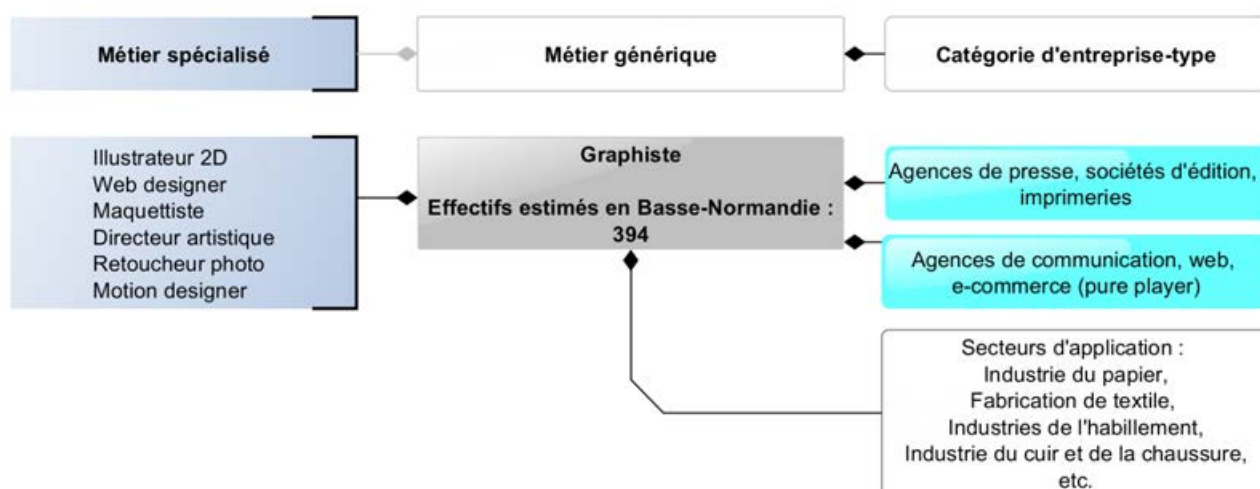 Métier spécialisé
Métier générique
Catégorie d'entreprise-type
Illustrateur 2D
Web designer
Maquettiste
Directeur artistique
Retoucheur photo
Motion designer
Graphiste
Effectifs estimés en Basse-Normandie :
394
Agences de presse, sociétés d'édition,
imprimeries
Agences de communication, web,
e-commerce (pure player)
Secteurs d'application :
Industrie du papier,
Fabrication de textile,
Industries de l'habillement,
Industrie du cuir et de la chaussure,
etc.